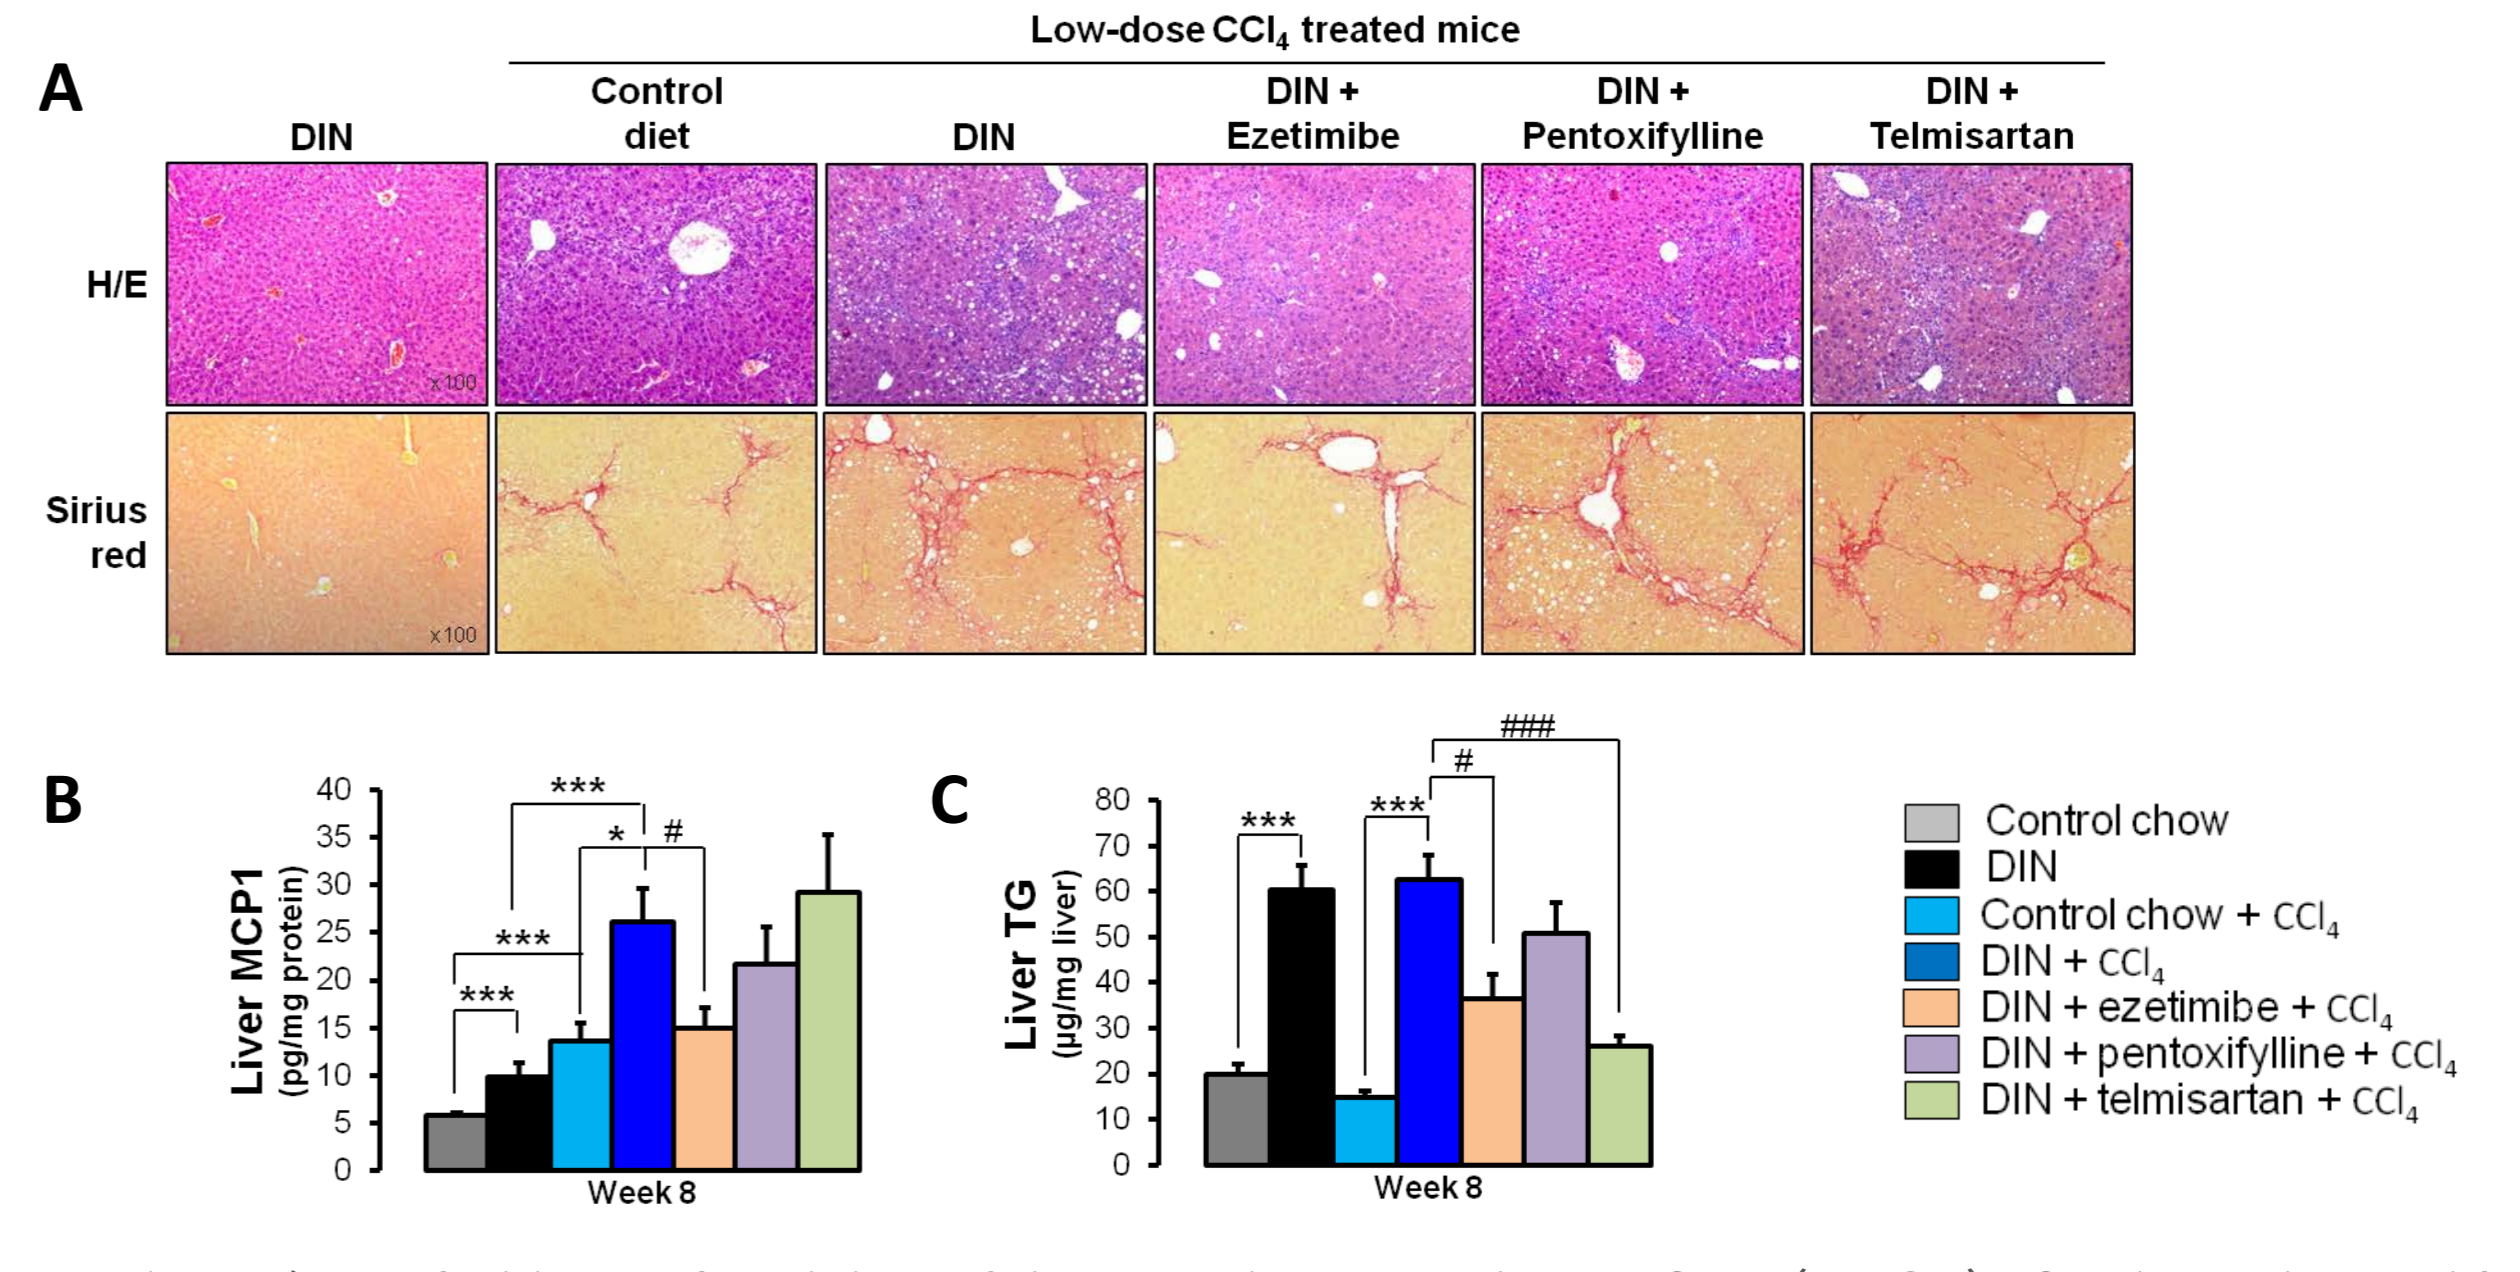 Low-dose CCl4 treated mice
A
DIN
Control diet
DIN
DIN + Ezetimibe
DIN + Pentoxifylline
DIN + Telmisartan
H/E
x100
Sirius red
x100
B
Liver MCP1
(pg/mg protein)
40
35
30
25
20
15
10
5
0
***
*
#
***
***
Week 8
C
Liver TG
(µg/mg liver)
80
70
60
50
40
30
20
10
0
###
#
***
***
Week 8
Control chow
DIN
Control chow + CCl4
DIN + CCl4
DIN + ezetimibe + CCl4
DIN + pentoxifylline + CCl4
DIN + telmisartan + CCl4